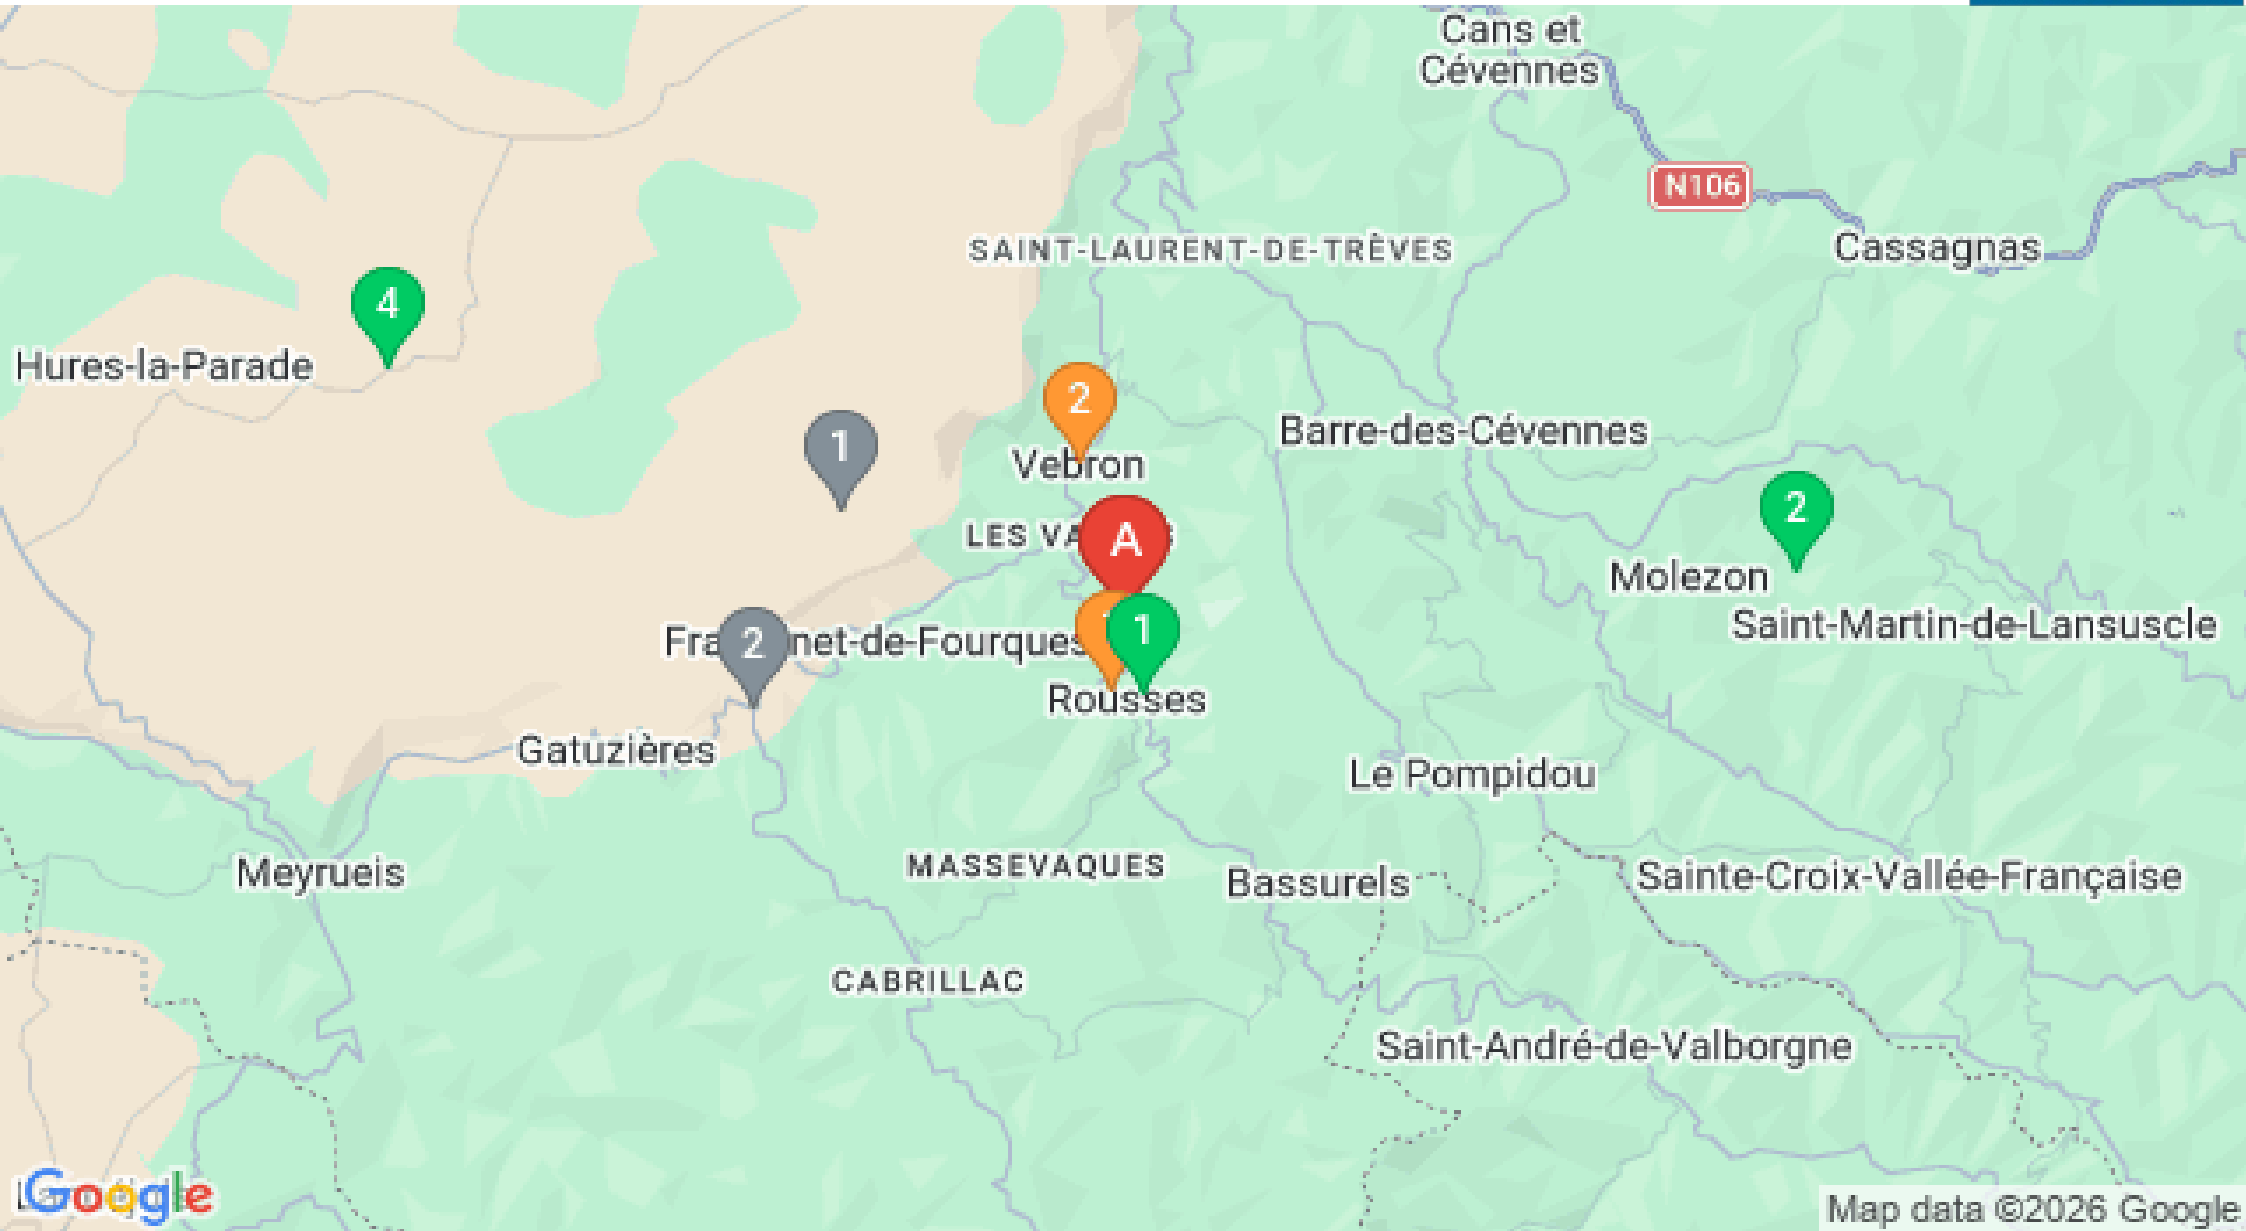 Cans et
Cévennes
N106
SAINT-LAURENT-DE-TRÈVES
Cassagnas
4
Hures-la-Parade
2
1
Barre-des-Cévennes
Vebron
2
LES
A
Molezon
Saint-Martin-de-Lansuscle
2
net-de-Fourques
1
Rousses
Gatuzières
Le Pompidou
Meyrueis
MASSEVAQUES
Bassurels
Sainte-Croix-Vallée-Française
CABRILLAC
Saint-André-de-Valborgne
Google
Map data ©2026 Google